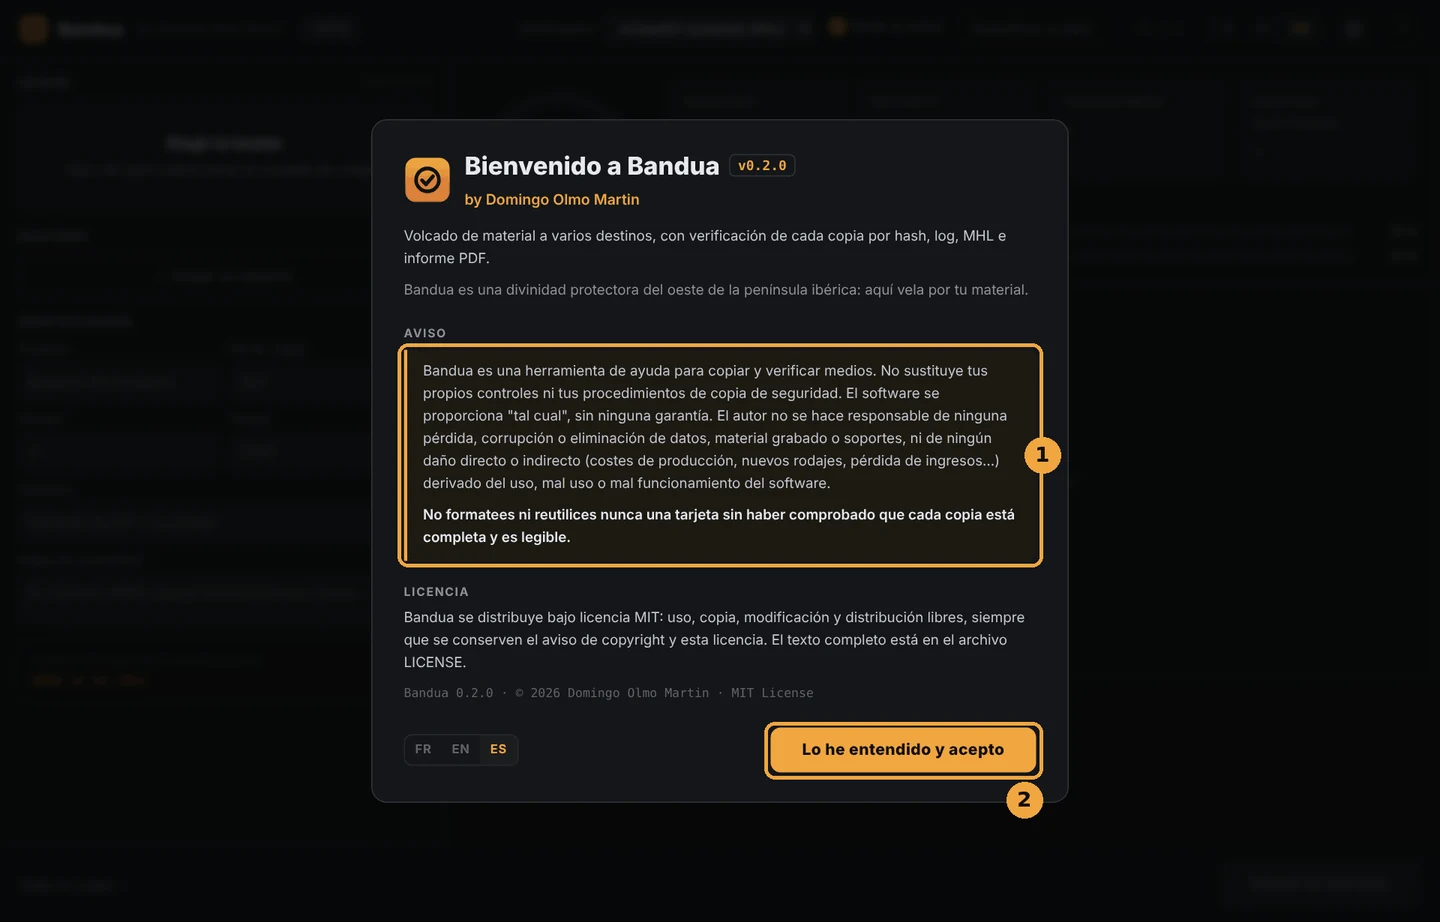 Bienvenido a Bandua v0.2.0
by Domingo Olmo Martin
Volcado de material a varios destinos, con verificación de cada copia por hash, log, MHL e
informe PDF.
Bandua es una divinidad protectora del oeste de la península ibérica: aquí vela por tu material.
AVISO
Bandua es una herramienta de ayuda para copiar y verificar medios. No sustituye tus
propios controles ni tus procedimientos de copia de seguridad. El software se
proporciona "tal cual", sin ninguna garantía. El autor no se hace responsable de ninguna
pérdida, corrupción o eliminación de datos, material grabado o soportes, ni de ningún
daño directo o indirecto (costes de producción, nuevos rodajes, pérdida de ingresos...)
derivado del uso, mal uso o mal funcionamiento del software.
No formatees ni reutilices nunca una tarjeta sin haber comprobado que cada copia está
completa y es legible.
1
LICENCIA
Bandua se distribuye bajo licencia MIT: uso, copia, modificación y distribución libres, siempre
que se conserven el aviso de copyright y esta licencia. El texto completo está en el archivo
LICENSE.
Bandua 0.2.0 · © 2026 Domingo Olmo Martin · MIT License
FR EN ES
Lo he entendido y acepto
2